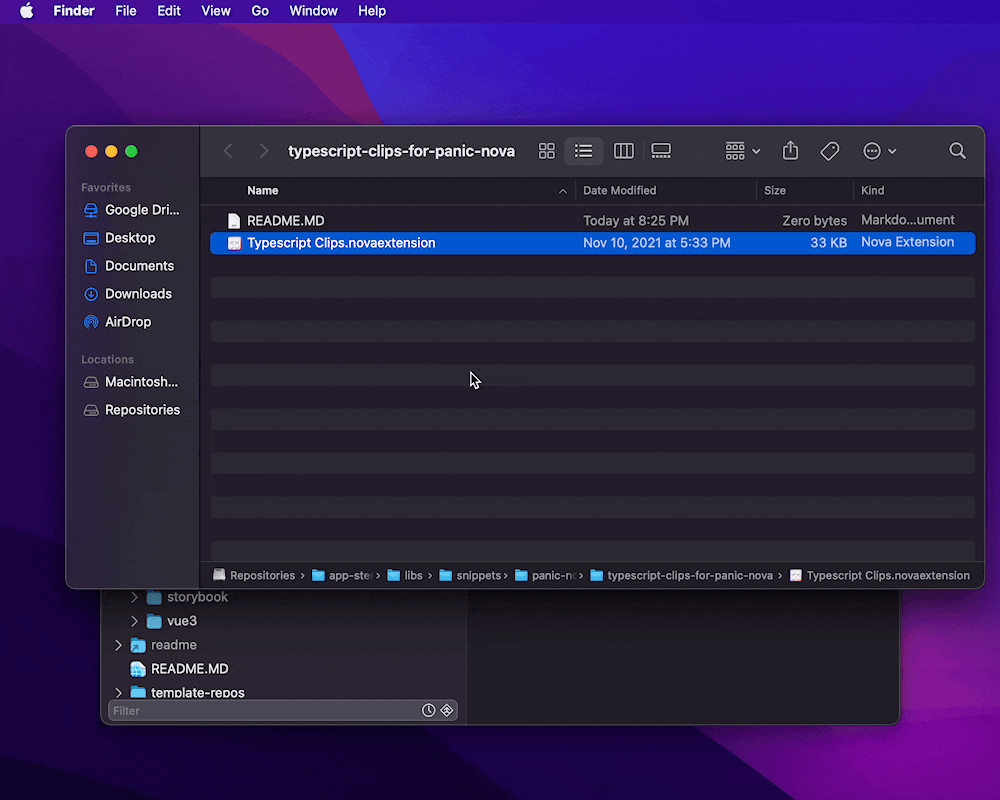 Finder File Edit View Go Window Help
typescript-clips-for-panic-nova
Favorites
Google Dri...
Desktop
Documents
Downloads
AirDrop
Locations
Macintosh...
Repositories
Name Date Modified Size Kind
README.MD Today at 8:25 PM Zero bytes Markdo...ument
Typescript Clips.novaextension Nov 10, 2021 at 5:33 PM 33 KB Nova Extension
Repositories › app-ste › libs › snippets › panic-n › typescript-clips-for-panic-nova › Typescript Clips.novaextension
storybook
vue3
readme
README.MD
template-repos
Filter